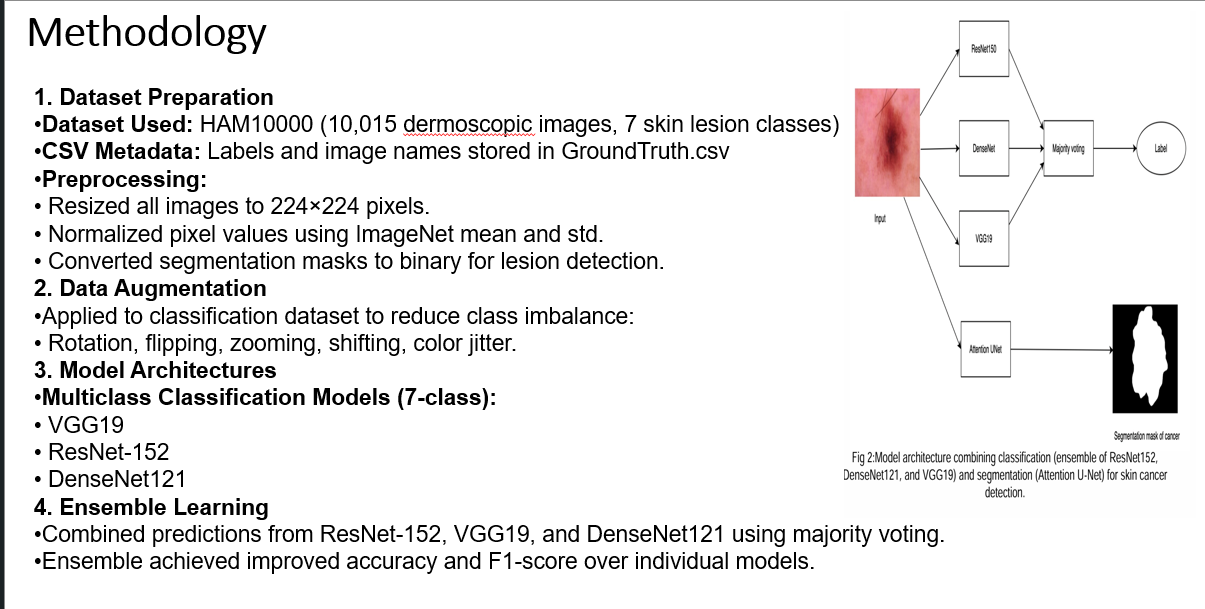 Methodology
1. Dataset Preparation
•Dataset Used: HAM10000 (10,015 dermoscopic images, 7 skin lesion classes)
•CSV Metadata: Labels and image names stored in GroundTruth.csv
•Preprocessing:
• Resized all images to 224×224 pixels.
• Normalized pixel values using ImageNet mean and std.
• Converted segmentation masks to binary for lesion detection.
2. Data Augmentation
•Applied to classification dataset to reduce class imbalance:
• Rotation, flipping, zooming, shifting, color jitter.
3. Model Architectures
•Multiclass Classification Models (7-class):
• VGG19
• ResNet-152
• DenseNet121
4. Ensemble Learning
•Combined predictions from ResNet-152, VGG19, and DenseNet121 using majority voting.
•Ensemble achieved improved accuracy and F1-score over individual models.
ResNet150
DenseNet
Majority voting
Label
Input
VGG19
Attention UNet
Segmentation mask of cancer
Fig 2:Model architecture combining classification (ensemble of ResNet152,
DenseNet121, and VGG19) and segmentation (Attention U-Net) for skin cancer
detection.